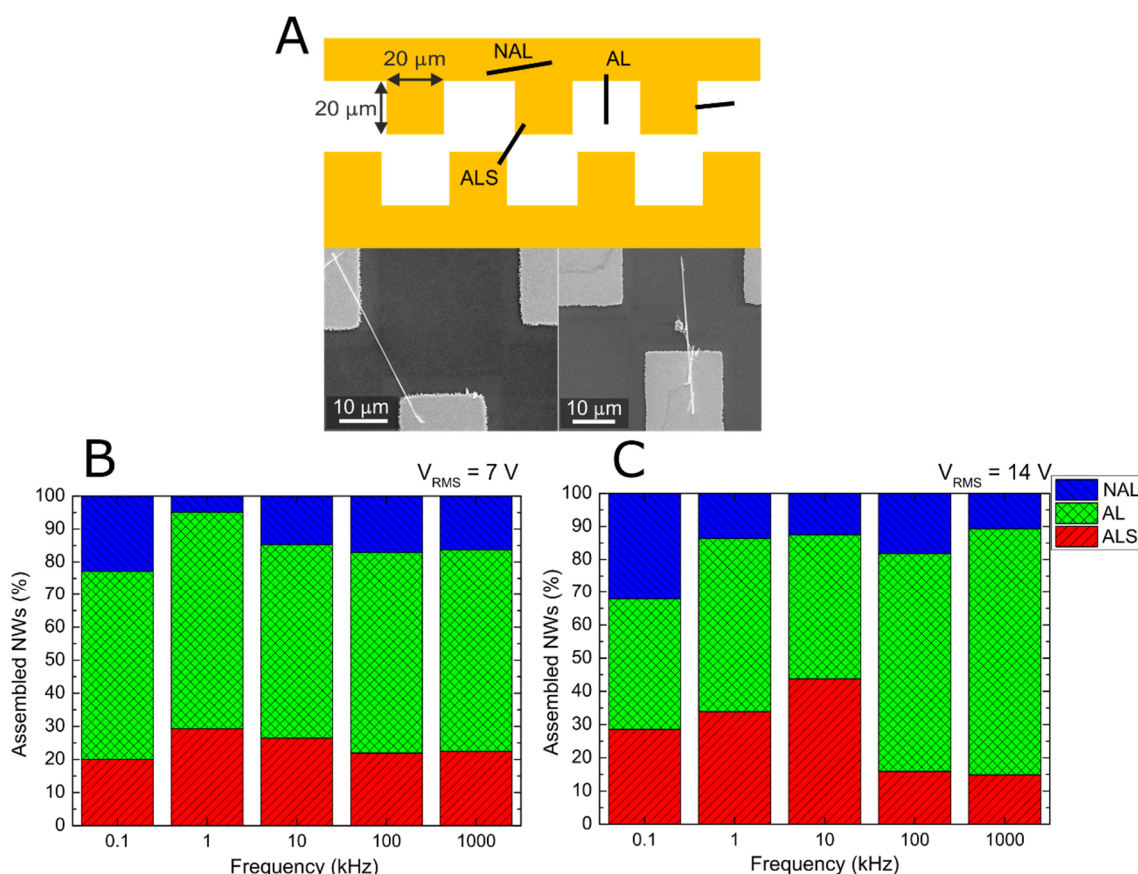 A
20 μm
NAL
AL
20 μm
ALS
10 μm
10 μm
B
V_RMS = 7 V
C
V_RMS = 14 V
NAL
AL
ALS
Assembled NWs (%)
100
90
80
70
60
50
40
30
20
10
0
0.1 1 10 100 1000
Frequency (kHz)
Assembled NWs (%)
100
90
80
70
60
50
40
30
20
10
0
0.1 1 10 100 1000
Frequency (kHz)